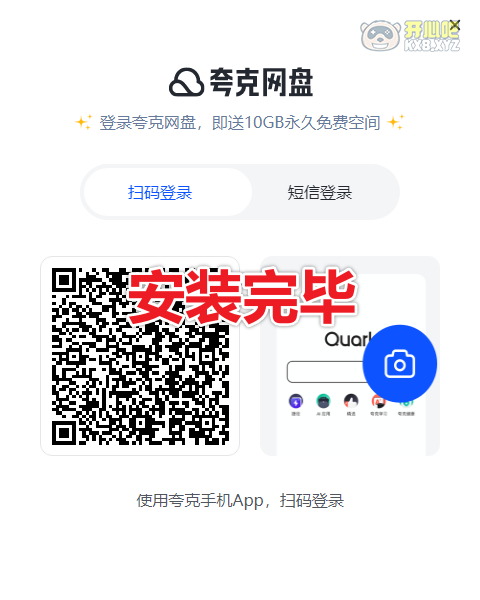 开心吧
KX8.XYZ
夸克网盘
登录夸克网盘，即送10GB永久免费空间
扫码登录
短信登录
安装完毕
Quark
使用夸克手机App，扫码登录